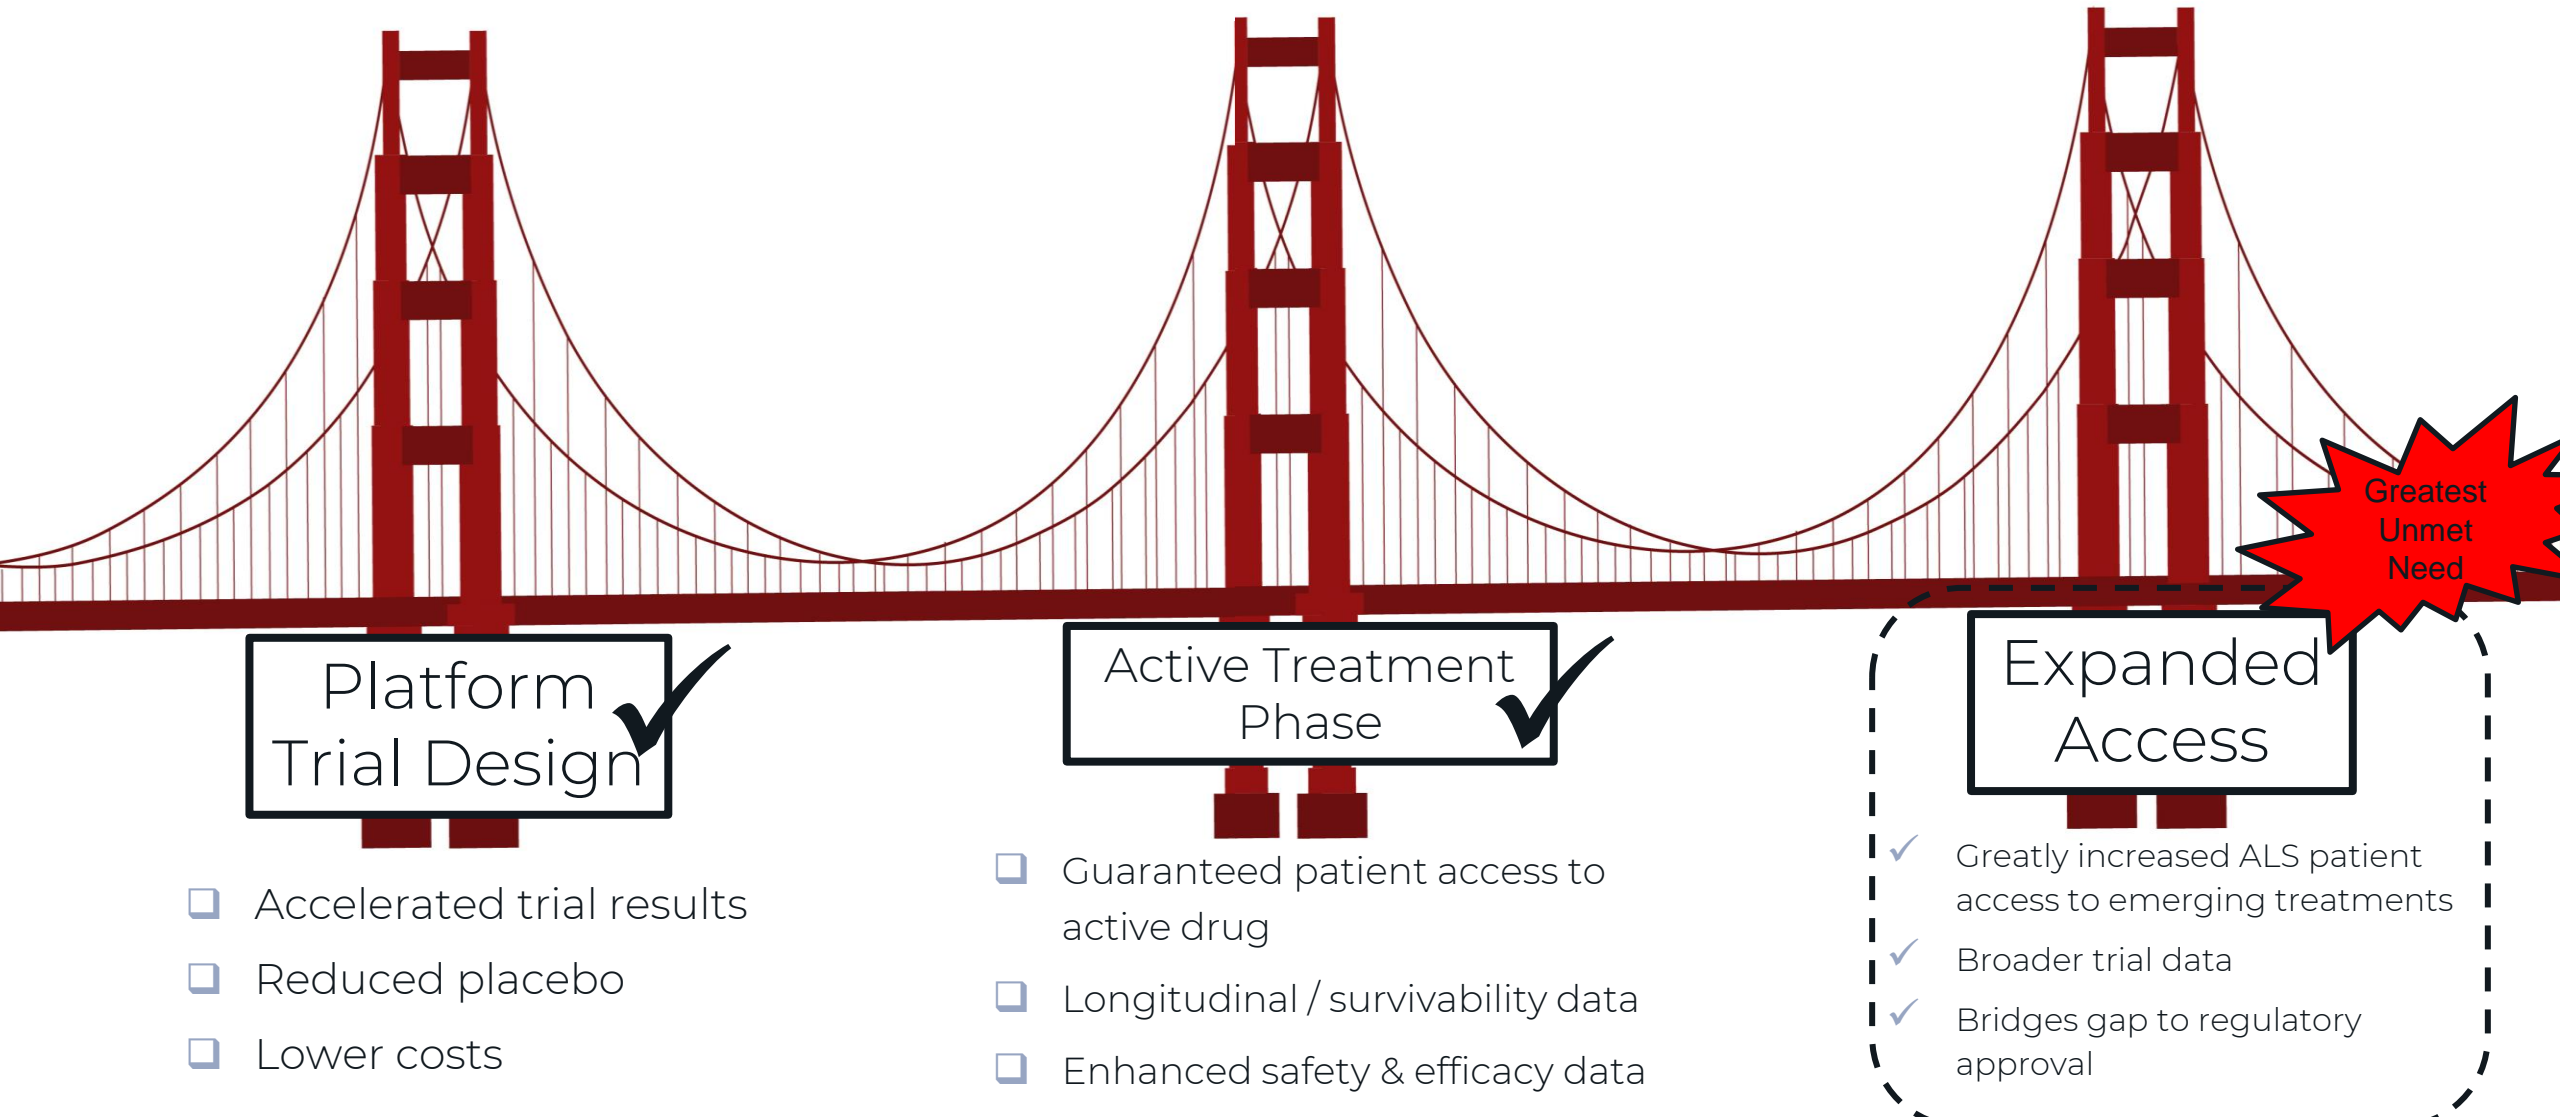 Greatest
Unmet
Need
Platform
Trial Design
Active Treatment
Phase
Expanded
Access
Accelerated trial results
Reduced placebo
Lower costs
Guaranteed patient access to
active drug
Longitudinal / survivability data
Enhanced safety & efficacy data
Greatly increased ALS patient
access to emerging treatments
Broader trial data
Bridges gap to regulatory
approval